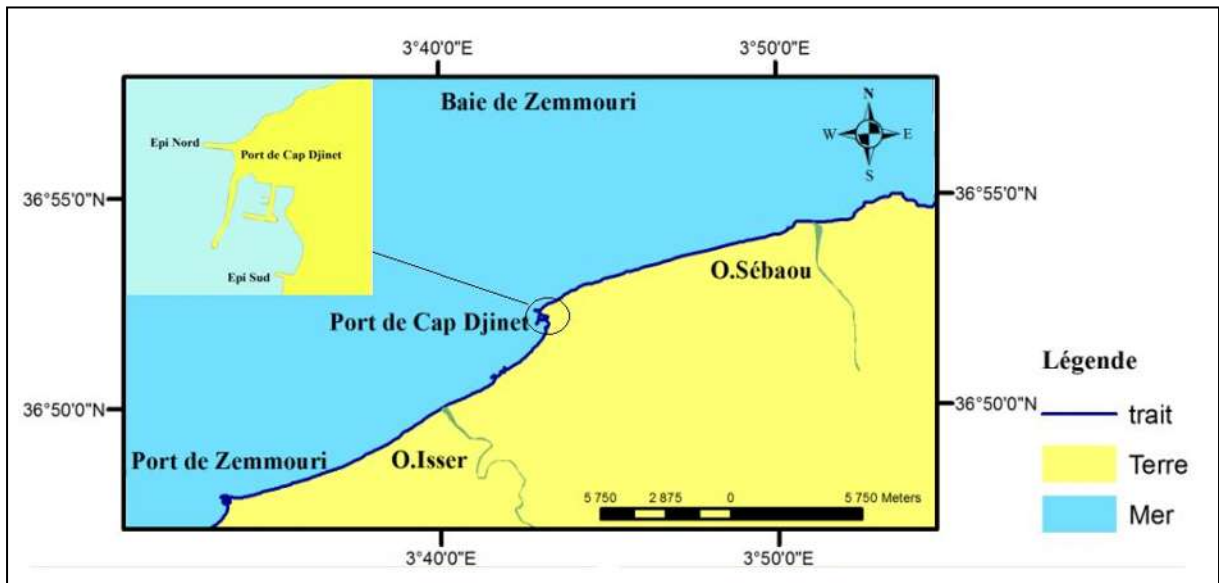 3°40'0"E
3°50'0"E
Baie de Zemmouri
N
W
E
S
Epi Nord
Port de Cap Djinet
Epi Sud
36°55'0"N
36°55'0"N
O.Sébaou
Port de Cap Djinet
Légende
trait
Terre
Mer
36°50'0"N
36°50'0"N
Port de Zemmouri
O.Isser
5 750 2 875 0 5 750 Meters
3°40'0"E
3°50'0"E